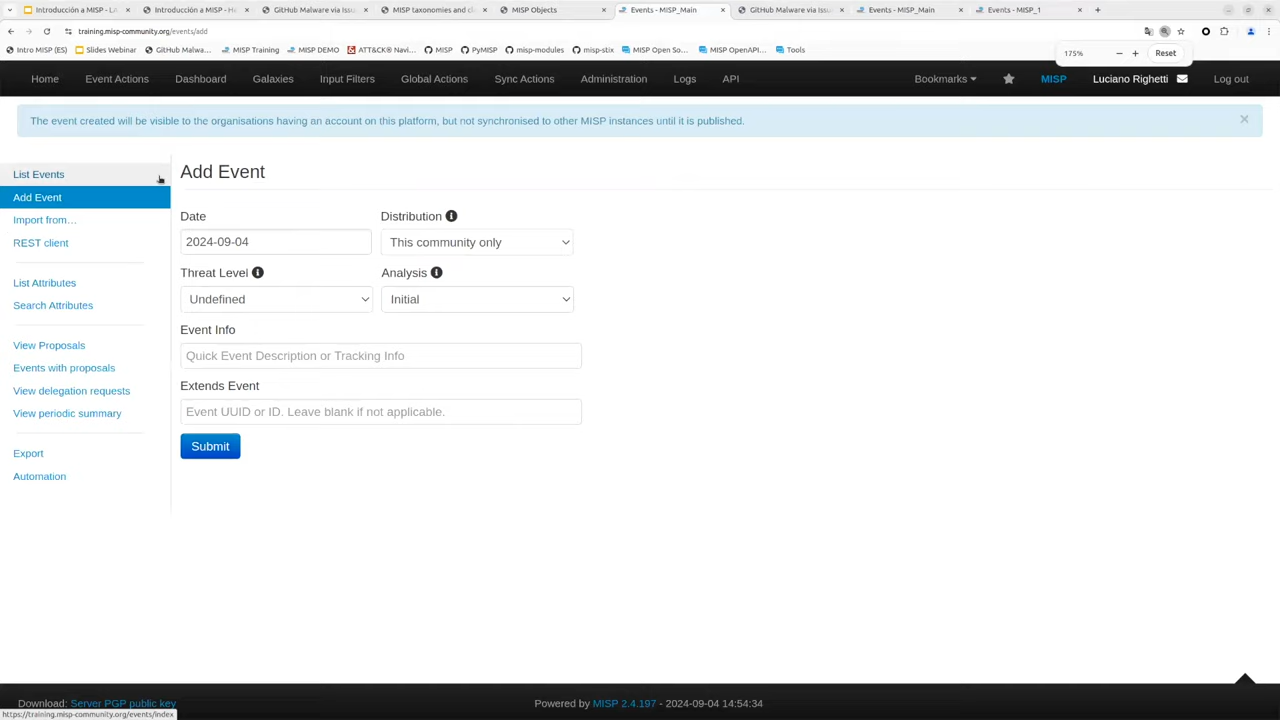 Introducción a MISP - LA
Introducción a MISP - H
GitHub Malware via Issu
MISP taxonomies and cl
MISP Objects
Events - MISP_Main
GitHub Malware via Issu
Events - MISP_Main
Events - MISP_1
training.misp-community.org/events/add
Intro MISP (ES)
Slides Webinar
GitHub Malwa...
MISP Training
MISP DEMO
ATT&CK® Navi...
MISP
PyMISP
misp-modules
misp-stix
MISP Open So...
MISP OpenAPI...
Tools
175%
Reset
Home
Event Actions
Dashboard
Galaxies
Input Filters
Global Actions
Sync Actions
Administration
Logs
API
Bookmarks
MISP
Luciano Righetti
Log out
The event created will be visible to the organisations having an account on this platform, but not synchronised to other MISP instances until it is published.
List Events
Add Event
Import from…
REST client
List Attributes
Search Attributes
View Proposals
Events with proposals
View delegation requests
View periodic summary
Export
Automation
Add Event
Date
Distribution
2024-09-04
This community only
Threat Level
Analysis
Undefined
Initial
Event Info
Quick Event Description or Tracking Info
Extends Event
Event UUID or ID. Leave blank if not applicable.
Submit
Download: Server PGP public key
Powered by MISP 2.4.197 - 2024-09-04 14:54:34
https://training.misp-community.org/events/index